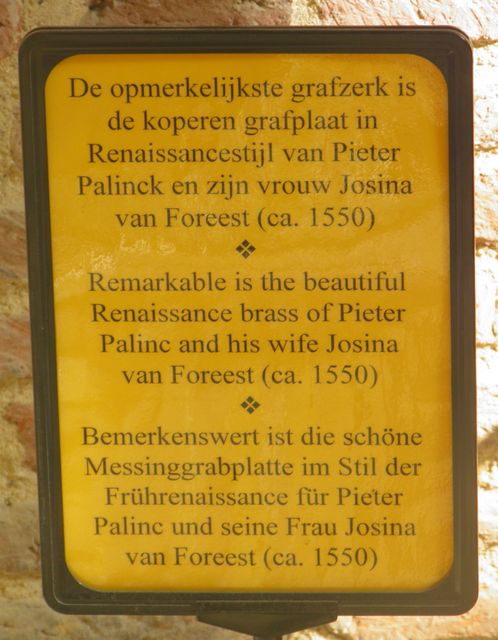 De opmerkelijkste grafzerk is
de koperen grafplaat in
Renaissancestijl van Pieter
Palinck en zijn vrouw Josina
van Foreest (ca. 1550)
❖
Remarkable is the beautiful
Renaissance brass of Pieter
Palinc and his wife Josina
van Foreest (ca. 1550)
❖
Bemerkenswert ist die schöne
Messinggrabplatte im Stil der
Frührenaissance für Pieter
Palinc und seine Frau Josina
van Foreest (ca. 1550)